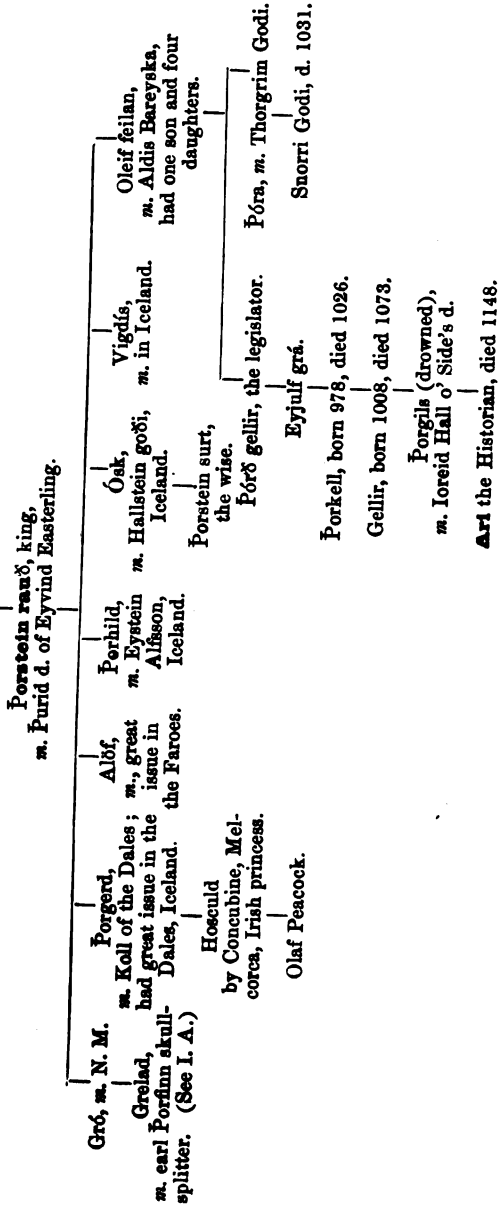 Þorstein rauð, king,
m. Þurid d. of Eyvind Easterling.
Gró, m. N. M.
Grelad,
m. earl Þorfinn skull-
splitter. (See I. A.)
Þorgerd,
m. Koll of the Dales;
had great issue in the
Dales, Iceland.
Hosculd
by Concubine, Mel-
corca, Irish princess.
Olaf Peacock.
Alöf,
m., great
issue in
the Faroes.
Þorhild,
m. Eystein
Alfsson,
Iceland.
Ósk,
m. Hallstein goði,
Iceland.
Þorstein surt,
the wise.
Vigdís,
m. in Iceland.
Oleif feilan,
m. Aldis Bareyska,
had one son and four
daughters.
Þórð gellir, the legislator.
Eyjulf grá.
Þorkell, born 978, died 1026.
Gellir, born 1008, died 1073.
Þorgils (drowned),
m. Ioreid Hall o' Side's d.
Ari the Historian, died 1148.
Þóra, m. Thorgrim Godi.
Snorri Godi, d. 1031.